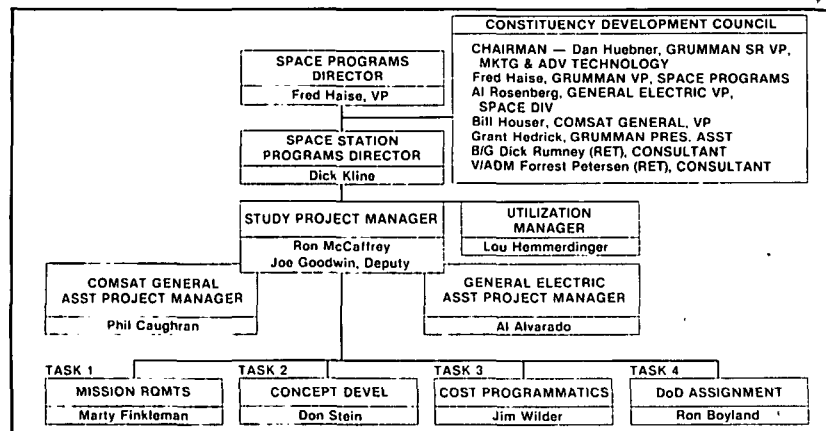 CONSTITUENCY DEVELOPMENT COUNCIL
CHAIRMAN — Dan Huebner, GRUMMAN SR VP,
MKTG & ADV TECHNOLOGY
Fred Haise, GRUMMAN VP, SPACE PROGRAMS
Al Rosenberg, GENERAL ELECTRIC VP,
SPACE DIV
Bill Houser, COMSAT GENERAL, VP
Grant Hedrick, GRUMMAN PRES. ASST
B/G Dick Rumney (RET), CONSULTANT
V/ADM Forrest Petersen (RET), CONSULTANT
SPACE PROGRAMS
DIRECTOR
Fred Haise, VP
SPACE STATION
PROGRAMS DIRECTOR
Dick Kline
STUDY PROJECT MANAGER
Ron McCaffrey
Joe Goodwin, Deputy
UTILIZATION
MANAGER
Lou Hemmerdinger
COMSAT GENERAL
ASST PROJECT MANAGER
Phil Caughran
GENERAL ELECTRIC
ASST PROJECT MANAGER
Al Alvarado
TASK 1
MISSION RQMTS
Marty Finkleman
TASK 2
CONCEPT DEVEL
Don Stein
TASK 3
COST PROGRAMMATICS
Jim Wilder
TASK 4
DoD ASSIGNMENT
Ron Boyland